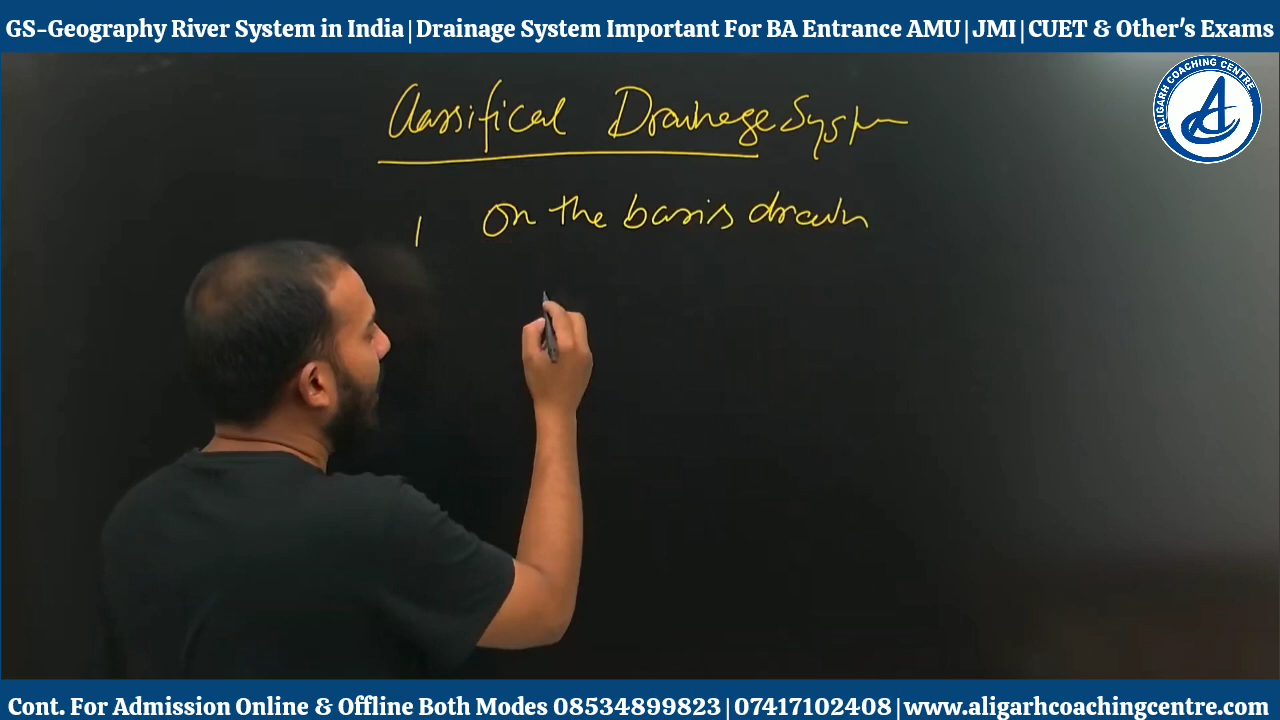 GS-Geography River System in India|Drainage System Important For BA Entrance AMU|JMI|CUET & Other's Exams
ALIGARH COACHING CENTRE
A
Classifical Drainage System
1 On the basis drawn
Cont. For Admission Online & Offline Both Modes 08534899823|07417102408|www.aligarhcoachingcentre.com